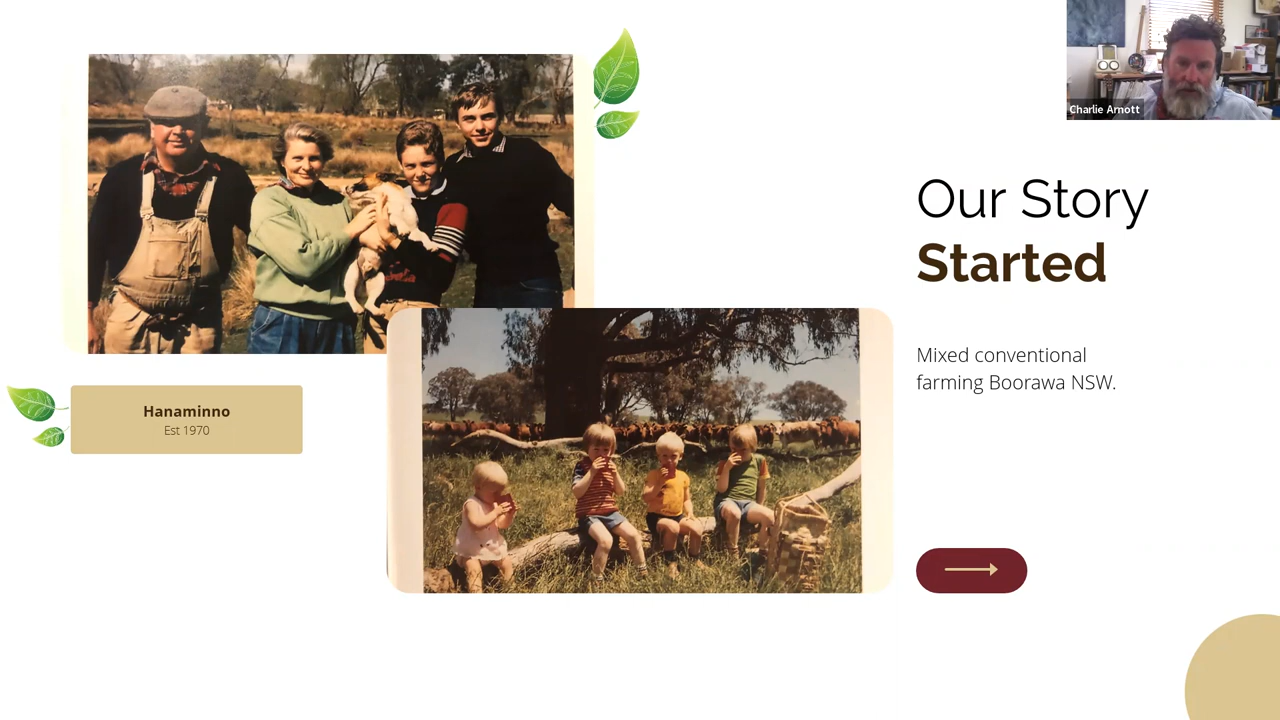 Charlie Arnott
Our Story
Started
Mixed conventional
farming Boorawa NSW.
Hanaminno
Est 1970